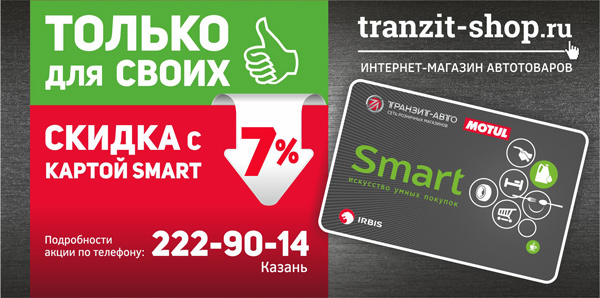 ТОЛЬКО
для СВОИХ
СКИДКА с
КАРТОЙ SMART
7%
Подробности
акции по телефону: 222-90-14
Казань
tranzit-shop.ru
ИНТЕРНЕТ-МАГАЗИН АВТОТОВАРОВ
ТРАНЗИТ-АВТО
СЕТЬ РОЗНИЧНЫХ МАГАЗИНОВ
MOTUL
Smart
искусство умных покупок
IRBIS